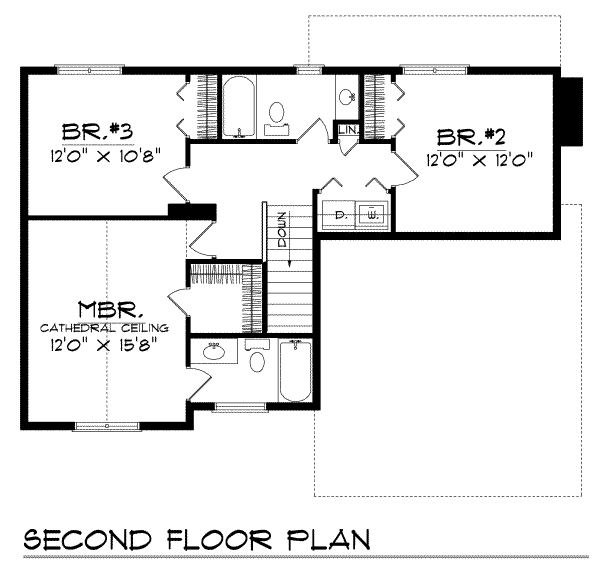 BR.#3
12'0" X 10'8"
LIN.
BR.#2
12'0" X 12'0"
D.
W.
DOWN
MBR.
CATHEDRAL CEILING
12'0" X 15'8"
SECOND FLOOR PLAN